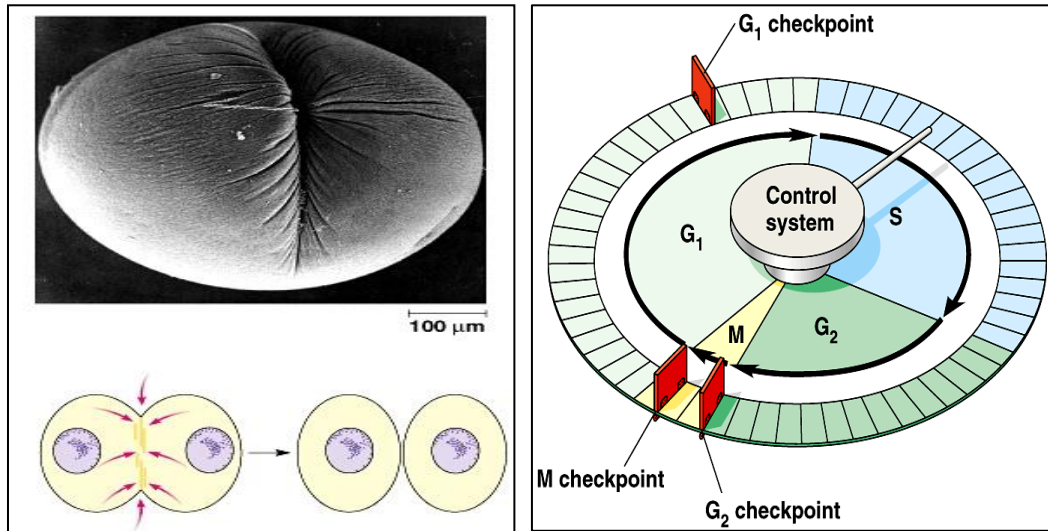 100 µm
G₁ checkpoint
Control
system
S
G₁
M
G₂
M checkpoint
G₂ checkpoint